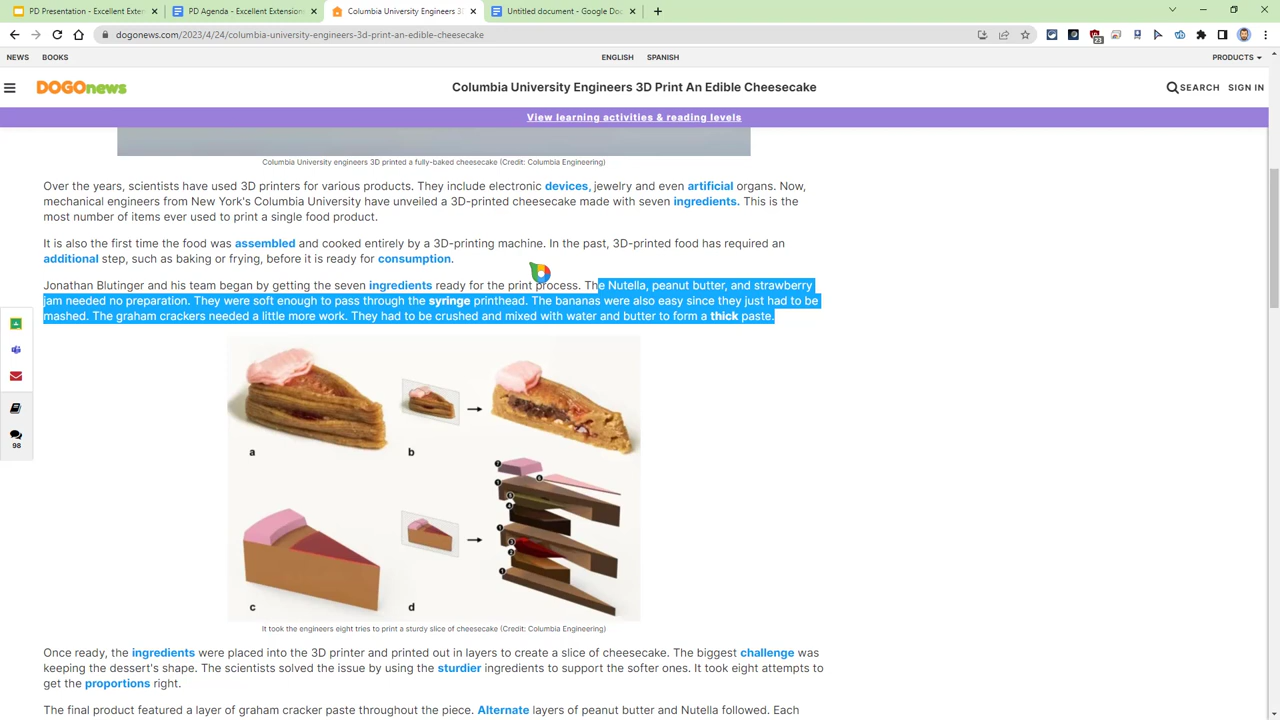 PD Presentation - Excellent Exten
PD Agenda - Excellent Extension
Columbia University Engineers 3D
Untitled document - Google Doc
dogonews.com/2023/4/24/columbia-university-engineers-3d-print-an-edible-cheesecake
23
NEWS BOOKS ENGLISH SPANISH PRODUCTS
DOGOnews Columbia University Engineers 3D Print An Edible Cheesecake SEARCH SIGN IN
View learning activities & reading levels
Columbia University engineers 3D printed a fully-baked cheesecake (Credit: Columbia Engineering)
Over the years, scientists have used 3D printers for various products. They include electronic devices, jewelry and even artificial organs. Now,
mechanical engineers from New York's Columbia University have unveiled a 3D-printed cheesecake made with seven ingredients. This is the
most number of items ever used to print a single food product.
It is also the first time the food was assembled and cooked entirely by a 3D-printing machine. In the past, 3D-printed food has required an
additional step, such as baking or frying, before it is ready for consumption.
Jonathan Blutinger and his team began by getting the seven ingredients ready for the print process. The Nutella, peanut butter, and strawberry
jam needed no preparation. They were soft enough to pass through the syringe printhead. The bananas were also easy since they just had to be
mashed. The graham crackers needed a little more work. They had to be crushed and mixed with water and butter to form a thick paste.
98
a b
c d
It took the engineers eight tries to print a sturdy slice of cheesecake (Credit: Columbia Engineering)
Once ready, the ingredients were placed into the 3D printer and printed out in layers to create a slice of cheesecake. The biggest challenge was
keeping the dessert's shape. The scientists solved the issue by using the sturdier ingredients to support the softer ones. It took eight attempts to
get the proportions right.
The final product featured a layer of graham cracker paste throughout the piece. Alternate layers of peanut butter and Nutella followed. Each